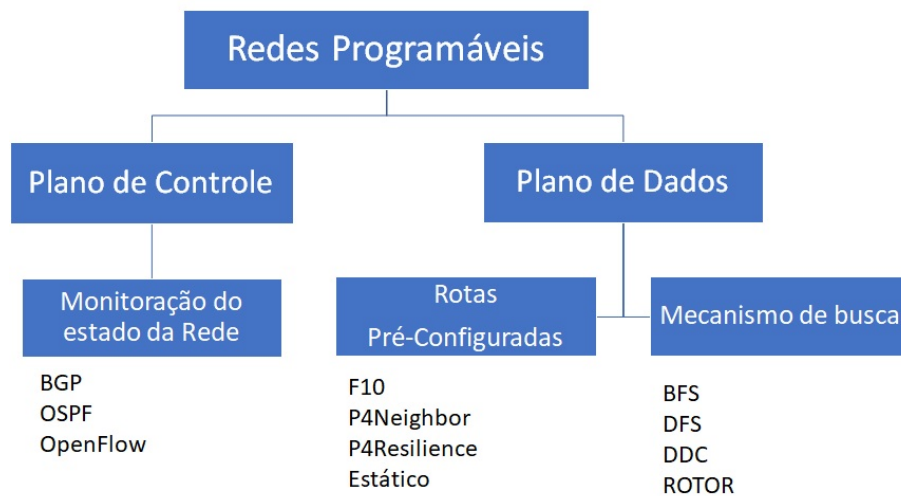 Redes Programáveis
Plano de Controle
Plano de Dados
Monitoração do
estado da Rede
Rotas
Pré-Configuradas
Mecanismo de busca
BGP
OSPF
OpenFlow
F10
P4Neighbor
P4Resilience
Estático
BFS
DFS
DDC
ROTOR